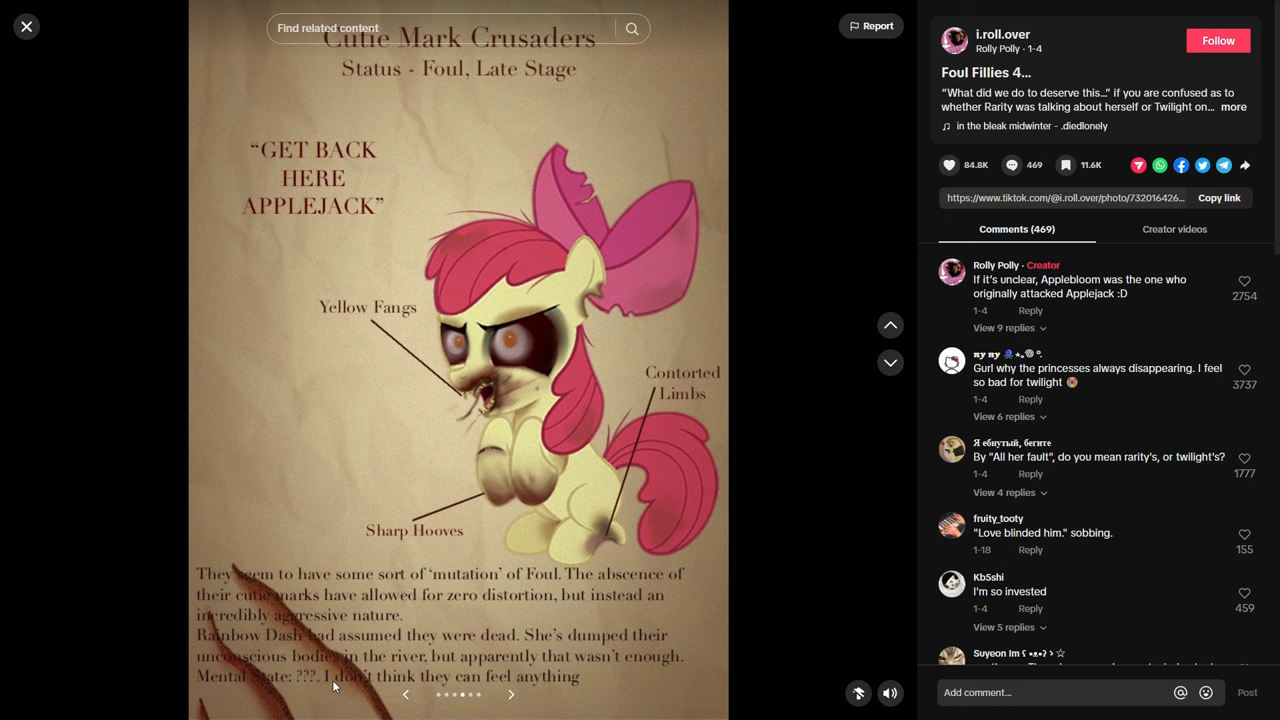 Find related content
Cutie Mark Crusaders
Status - Foul, Late Stage
“GET BACK
HERE
APPLEJACK”
Yellow Fangs
Contorted
Limbs
Sharp Hooves
They seem to have some sort of ‘mutation’ of Foul. The abscence of
their cutie marks have allowed for zero distortion, but instead an
incredibly aggressive nature.
Rainbow Dash had assumed they were dead. She’s dumped their
unconscious bodies in the river, but apparently that wasn’t enough.
Mental State: ???. I don’t think they can feel anything
Report
i.roll.over
Rolly Polly · 1-4
Follow
Foul Fillies 4...
“What did we do to deserve this...” if you are confused as to
whether Rarity was talking about herself or Twilight on... more
in the bleak midwinter - .diedlonely
84.8K
469
11.6K
https://www.tiktok.com/@i.roll.over/photo/732016426...
Copy link
Comments (469)
Creator videos
Rolly Polly · Creator
If it’s unclear, Applebloom was the one who
originally attacked Applejack :D
2754
1-4 Reply
View 9 replies
ny ny
Gurl why the princesses always disappearing. I feel
so bad for twilight
3737
1-4 Reply
View 6 replies
Я ебнутый, бегите
By "All her fault", do you mean rarity's, or twilight's?
1777
1-4 Reply
View 4 replies
fruity_tooty
"Love blinded him." sobbing.
155
1-18 Reply
Kb5shi
I'm so invested
459
1-4 Reply
View 5 replies
Suyeon Im
Add comment...
Post